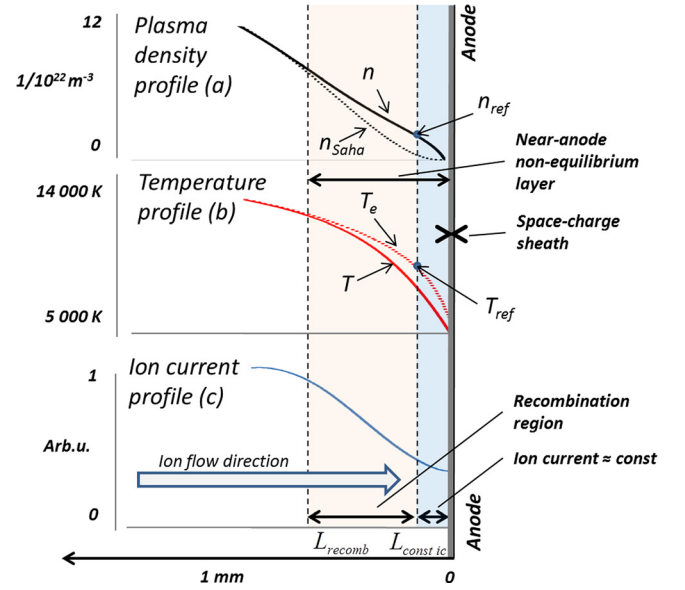 12
Plasma
density
profile (a)
1/10²² m⁻³
0
n
n_Saha
n_ref
Anode
Near-anode
non-equilibrium
layer
14 000 K
Temperature
profile (b)
T_e
T
T_ref
5 000 K
Space-charge
sheath
1
Ion current
profile (c)
Arb.u.
Ion flow direction
0
Recombination
region
Ion current ≈ const
Anode
L_recomb
L_const ic
1 mm
0